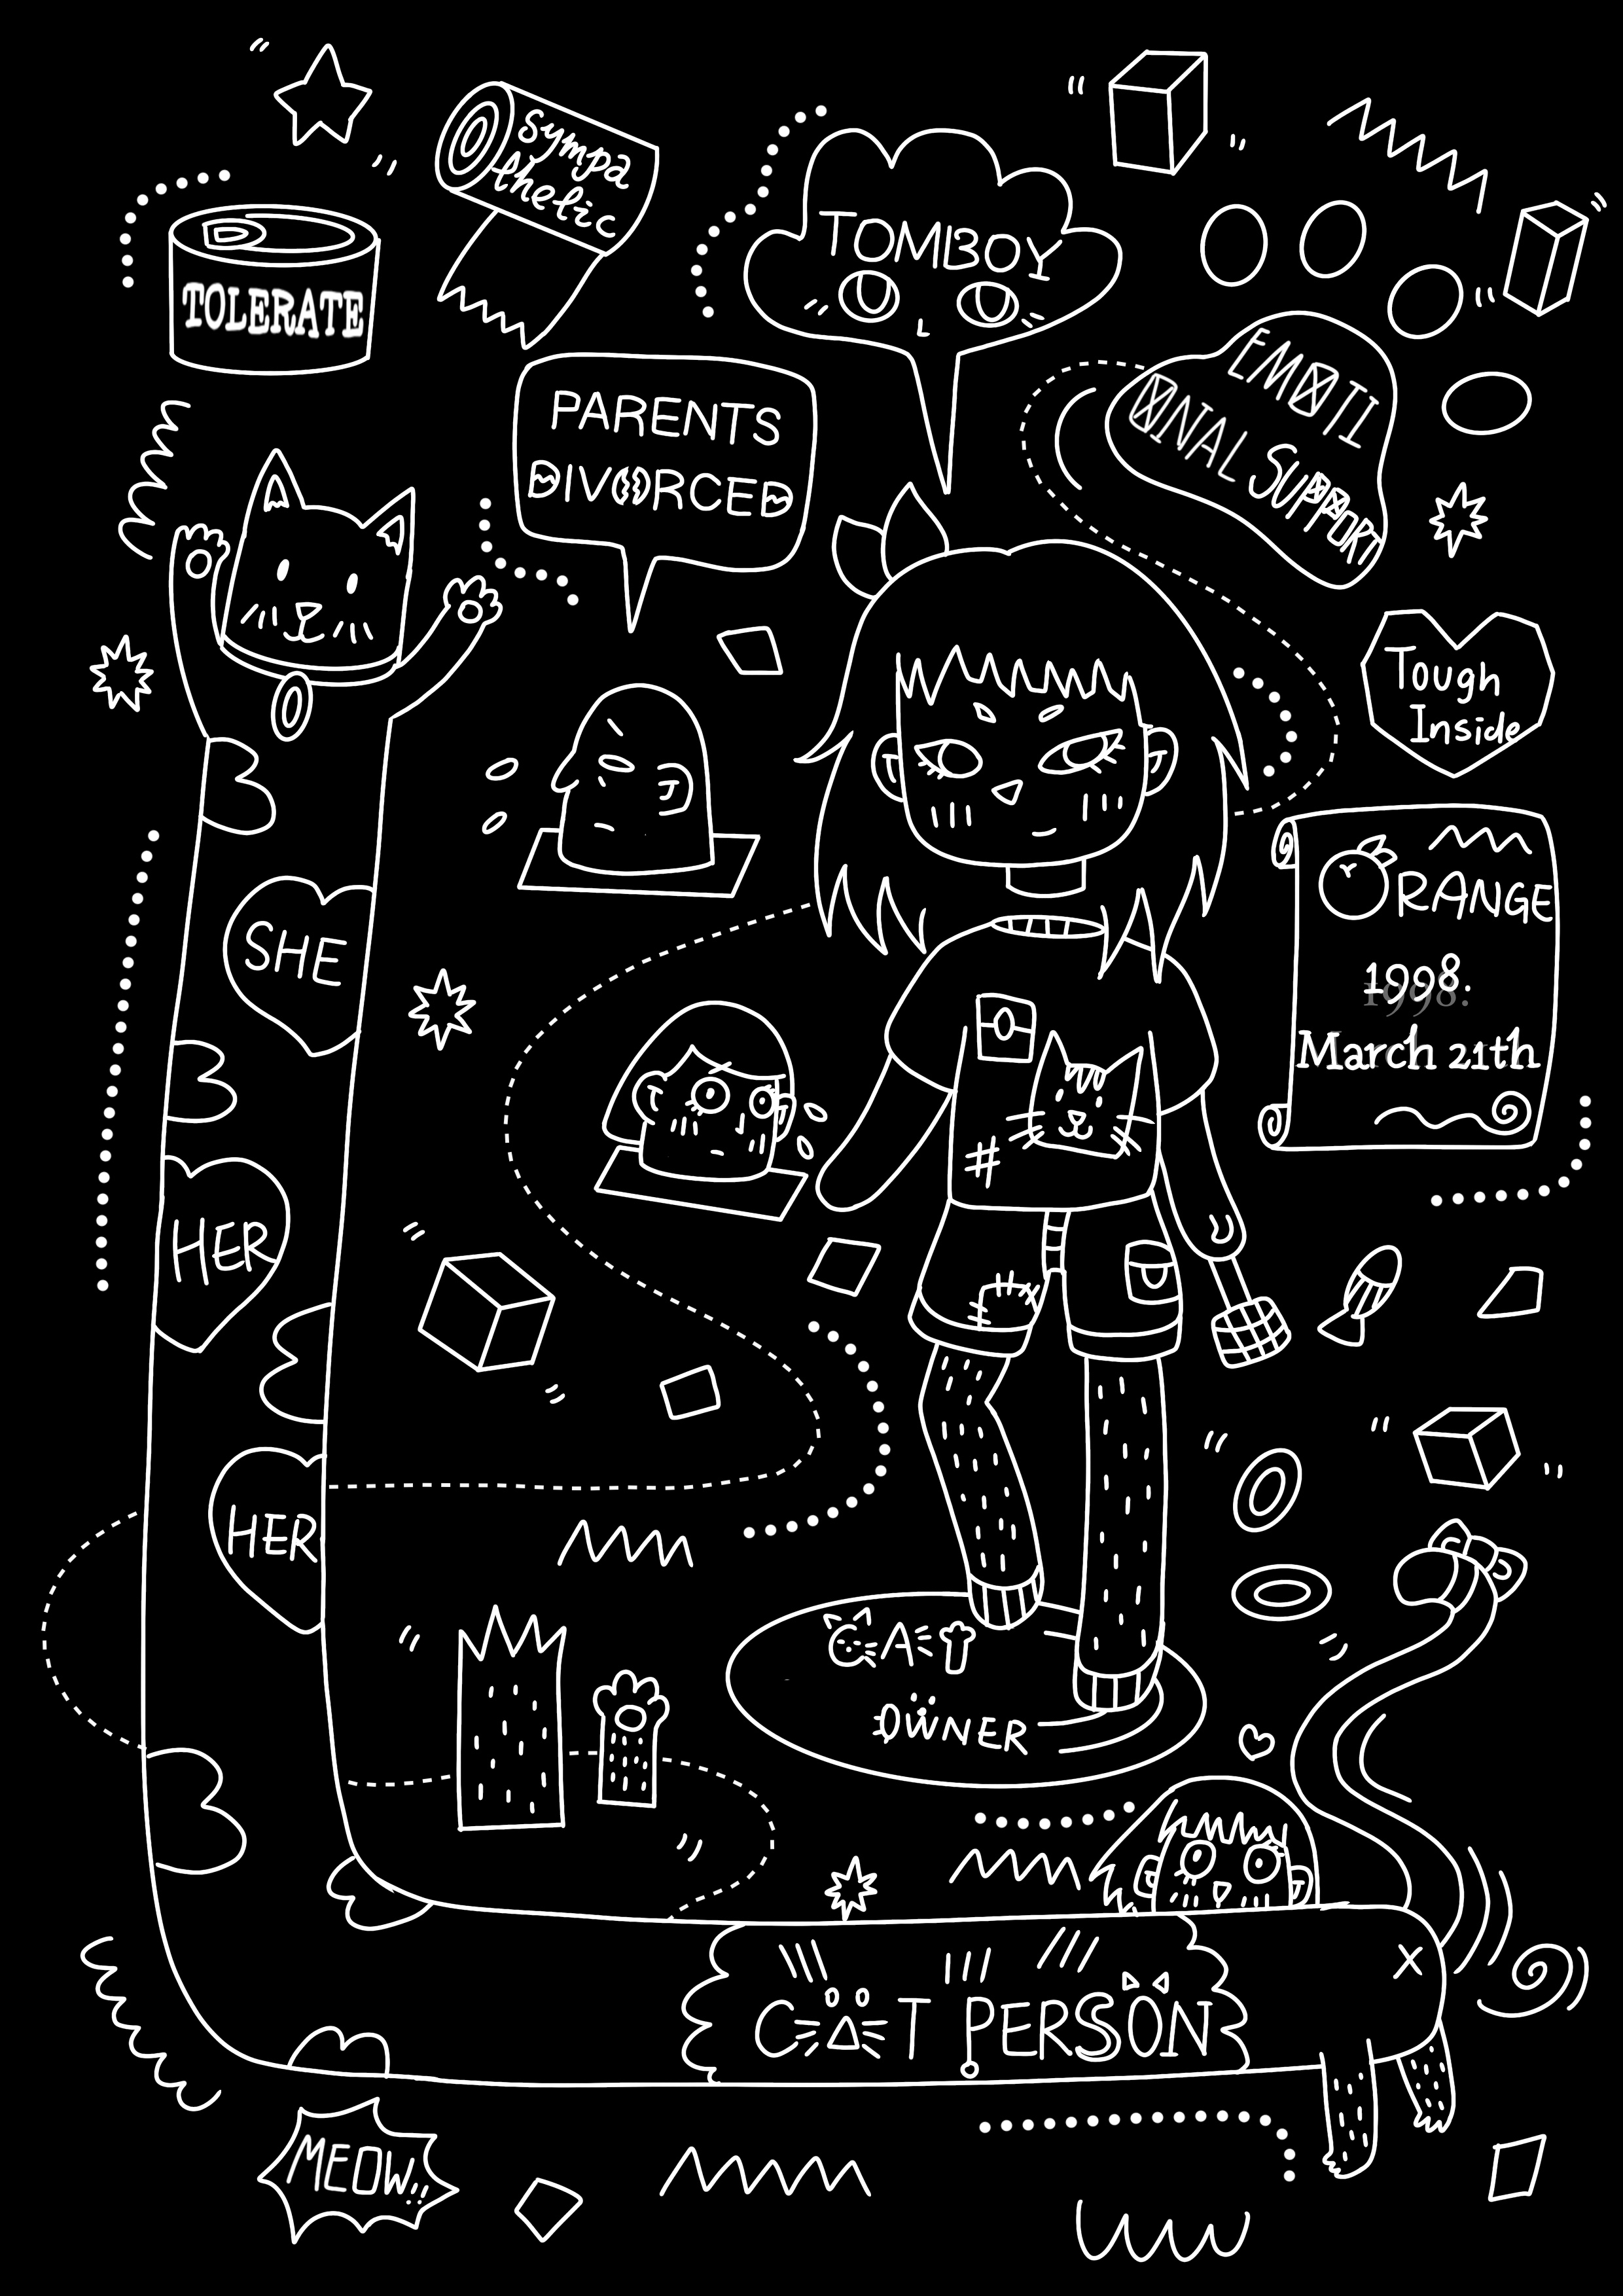 Sympa
thetic
TOLERATE
TOMBOY
PARENTS
DIVORCED
EMOTI
ONAL SUPPORT
Tough
Inside
ORANGE
1998.
March 21th
SHE
HER
HER
CAT
OWNER
CAT PERSON
MEOW!!